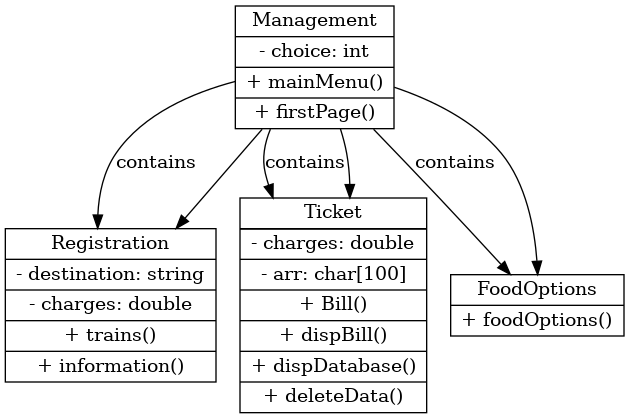 Management
- choice: int
+ mainMenu()
+ firstPage()
contains
contains
contains
Registration
- destination: string
- charges: double
+ trains()
+ information()
Ticket
- charges: double
- arr: char[100]
+ Bill()
+ dispBill()
+ dispDatabase()
+ deleteData()
FoodOptions
+ foodOptions()